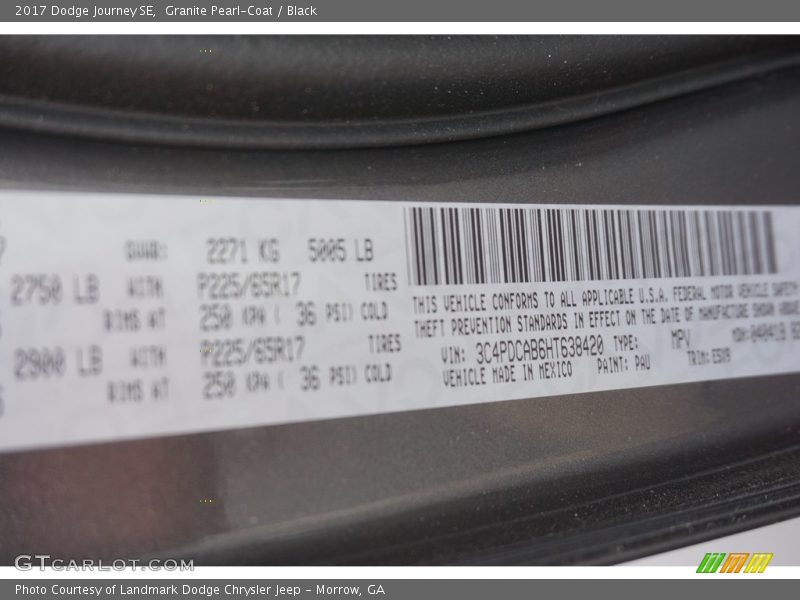 2017 Dodge Journey SE, Granite Pearl-Coat / Black
GVWR: 2271 KG 5005 LB
2750 LB WITH P225/65R17 TIRES
RIMS AT 250 KPA ( 36 PSI) COLD
2900 LB WITH P225/65R17 TIRES
RIMS AT 250 KPA ( 36 PSI) COLD
THIS VEHICLE CONFORMS TO ALL APPLICABLE U.S.A. FEDERAL MOTOR VEHICLE SAFETY
THEFT PREVENTION STANDARDS IN EFFECT ON THE DATE OF MANUFACTURE SHOWN ABOVE
VIN: 3C4PDCAB6HT638420 TYPE: MPV
VEHICLE MADE IN MEXICO PAINT: PAU TRIM:
GTCARLOT.COM
Photo Courtesy of Landmark Dodge Chrysler Jeep - Morrow, GA